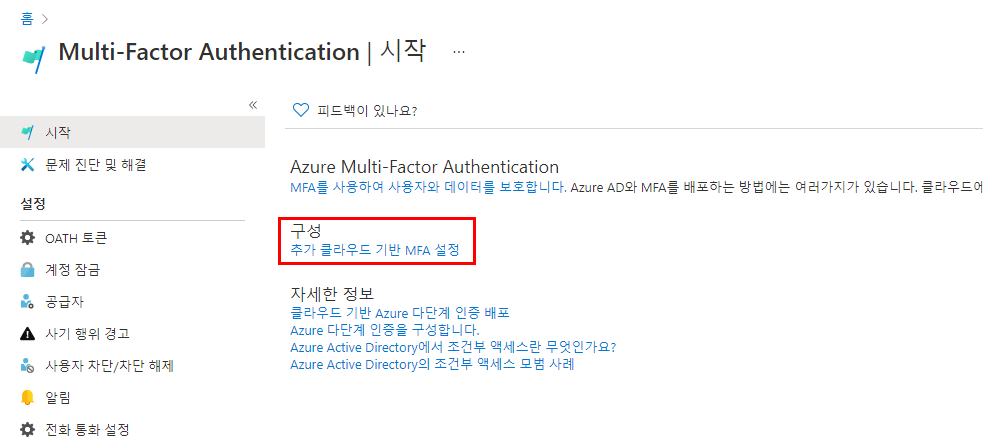 홈
Multi-Factor Authentication | 시작 ...
피드백이 있나요?
시작
문제 진단 및 해결
설정
OATH 토큰
계정 잠금
공급자
사기 행위 경고
사용자 차단/차단 해제
알림
전화 통화 설정
Azure Multi-Factor Authentication
MFA를 사용하여 사용자와 데이터를 보호합니다. Azure AD와 MFA를 배포하는 방법에는 여러가지가 있습니다. 클라우드에
구성
추가 클라우드 기반 MFA 설정
자세한 정보
클라우드 기반 Azure 다단계 인증 배포
Azure 다단계 인증을 구성합니다.
Azure Active Directory에서 조건부 액세스란 무엇인가요?
Azure Active Directory의 조건부 액세스 모범 사례